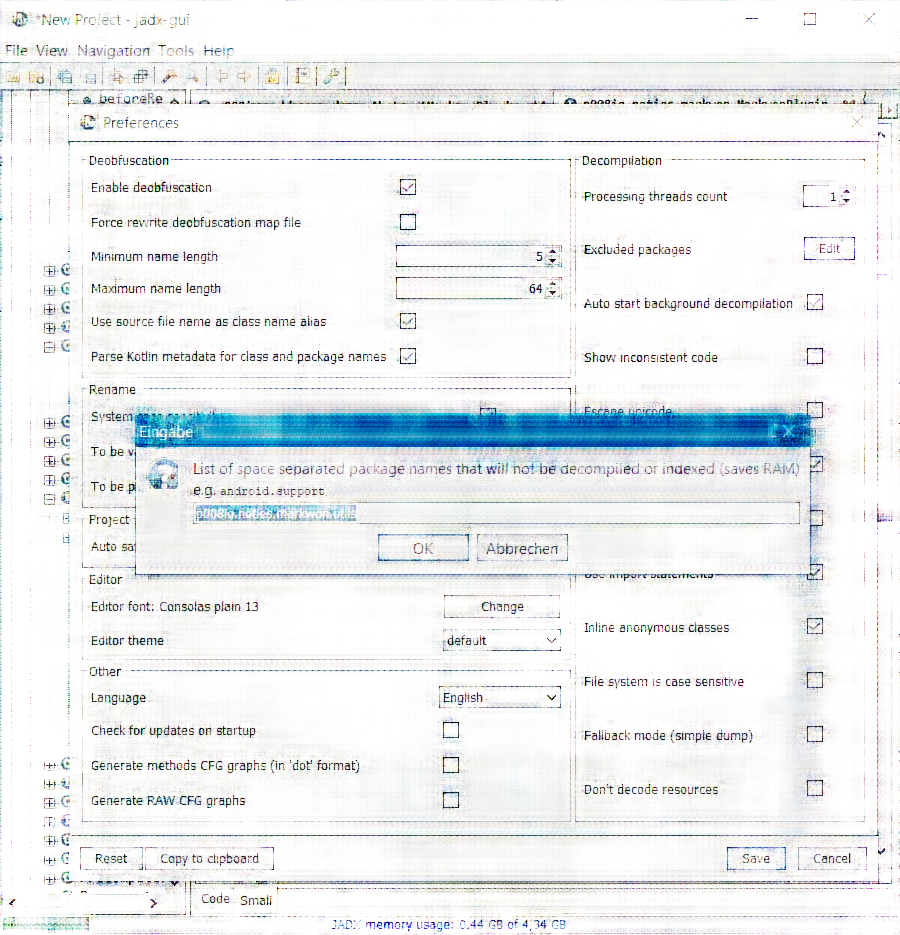 *New Project - jadx-gui
File View Navigation Tools Help
beforeRe
Preferences
Deobfuscation
Enable deobfuscation
Force rewrite deobfuscation map file
Minimum name length 5
Maximum name length 64
Use source file name as class name alias
Parse Kotlin metadata for class and package names
Rename
System
To be
To be
Project
Auto
Editor
Editor font: Consolas plain 13 Change
Editor theme default
Other
Language English
Check for updates on startup
Generate methods CFG graphs (in 'dot' format)
Generate RAW CFG graphs
Decompilation
Processing threads count 1
Excluded packages Edit
Auto start background decompilation
Show inconsistent code
Escape unicode
Use import statements
Inline anonymous classes
File system is case sensitive
Fallback mode (simple dump)
Don't decode resources
Eingabe
List of space separated package names that will not be decompiled or indexed (saves RAM)
e.g. android.support
p008io.noties.markwon.utils
OK Abbrechen
Reset Copy to clipboard Save Cancel
Code Smali
JADX memory usage: 0.44 GB of 4.34 GB